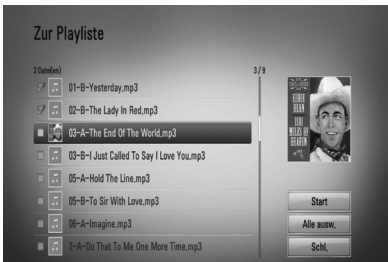 Zur Playliste
2 Datei(en)
3/9
01-B-Yesterday.mp3
02-B-The Lady In Red.mp3
03-A-The End Of The World.mp3
03-B-I Just Called To Say I Love You.mp3
05-A-Hold The Line.mp3
05-B-To Sir With Love.mp3
06-A-Imagine.mp3
2-A-Do That To Me One More Time.mp3
MILES OF
HEAVEN
Start
Alle ausw.
Schl.